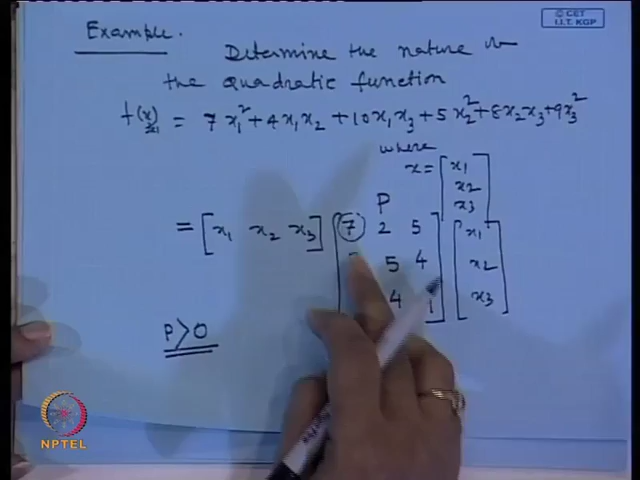 © CET
I.I.T. KGP
Example.
Determine the nature
the quadratic function
f(x) = 7x₁² + 4x₁x₂ + 10x₁x₃ + 5x₂² + 8x₂x₃ + 9x₃²
where
x = [x₁
x₂
x₃]
P
= [x₁ x₂ x₃] [7 2 5] [x₁
5 4 x₂
4 x₃]
P>0
NPTEL